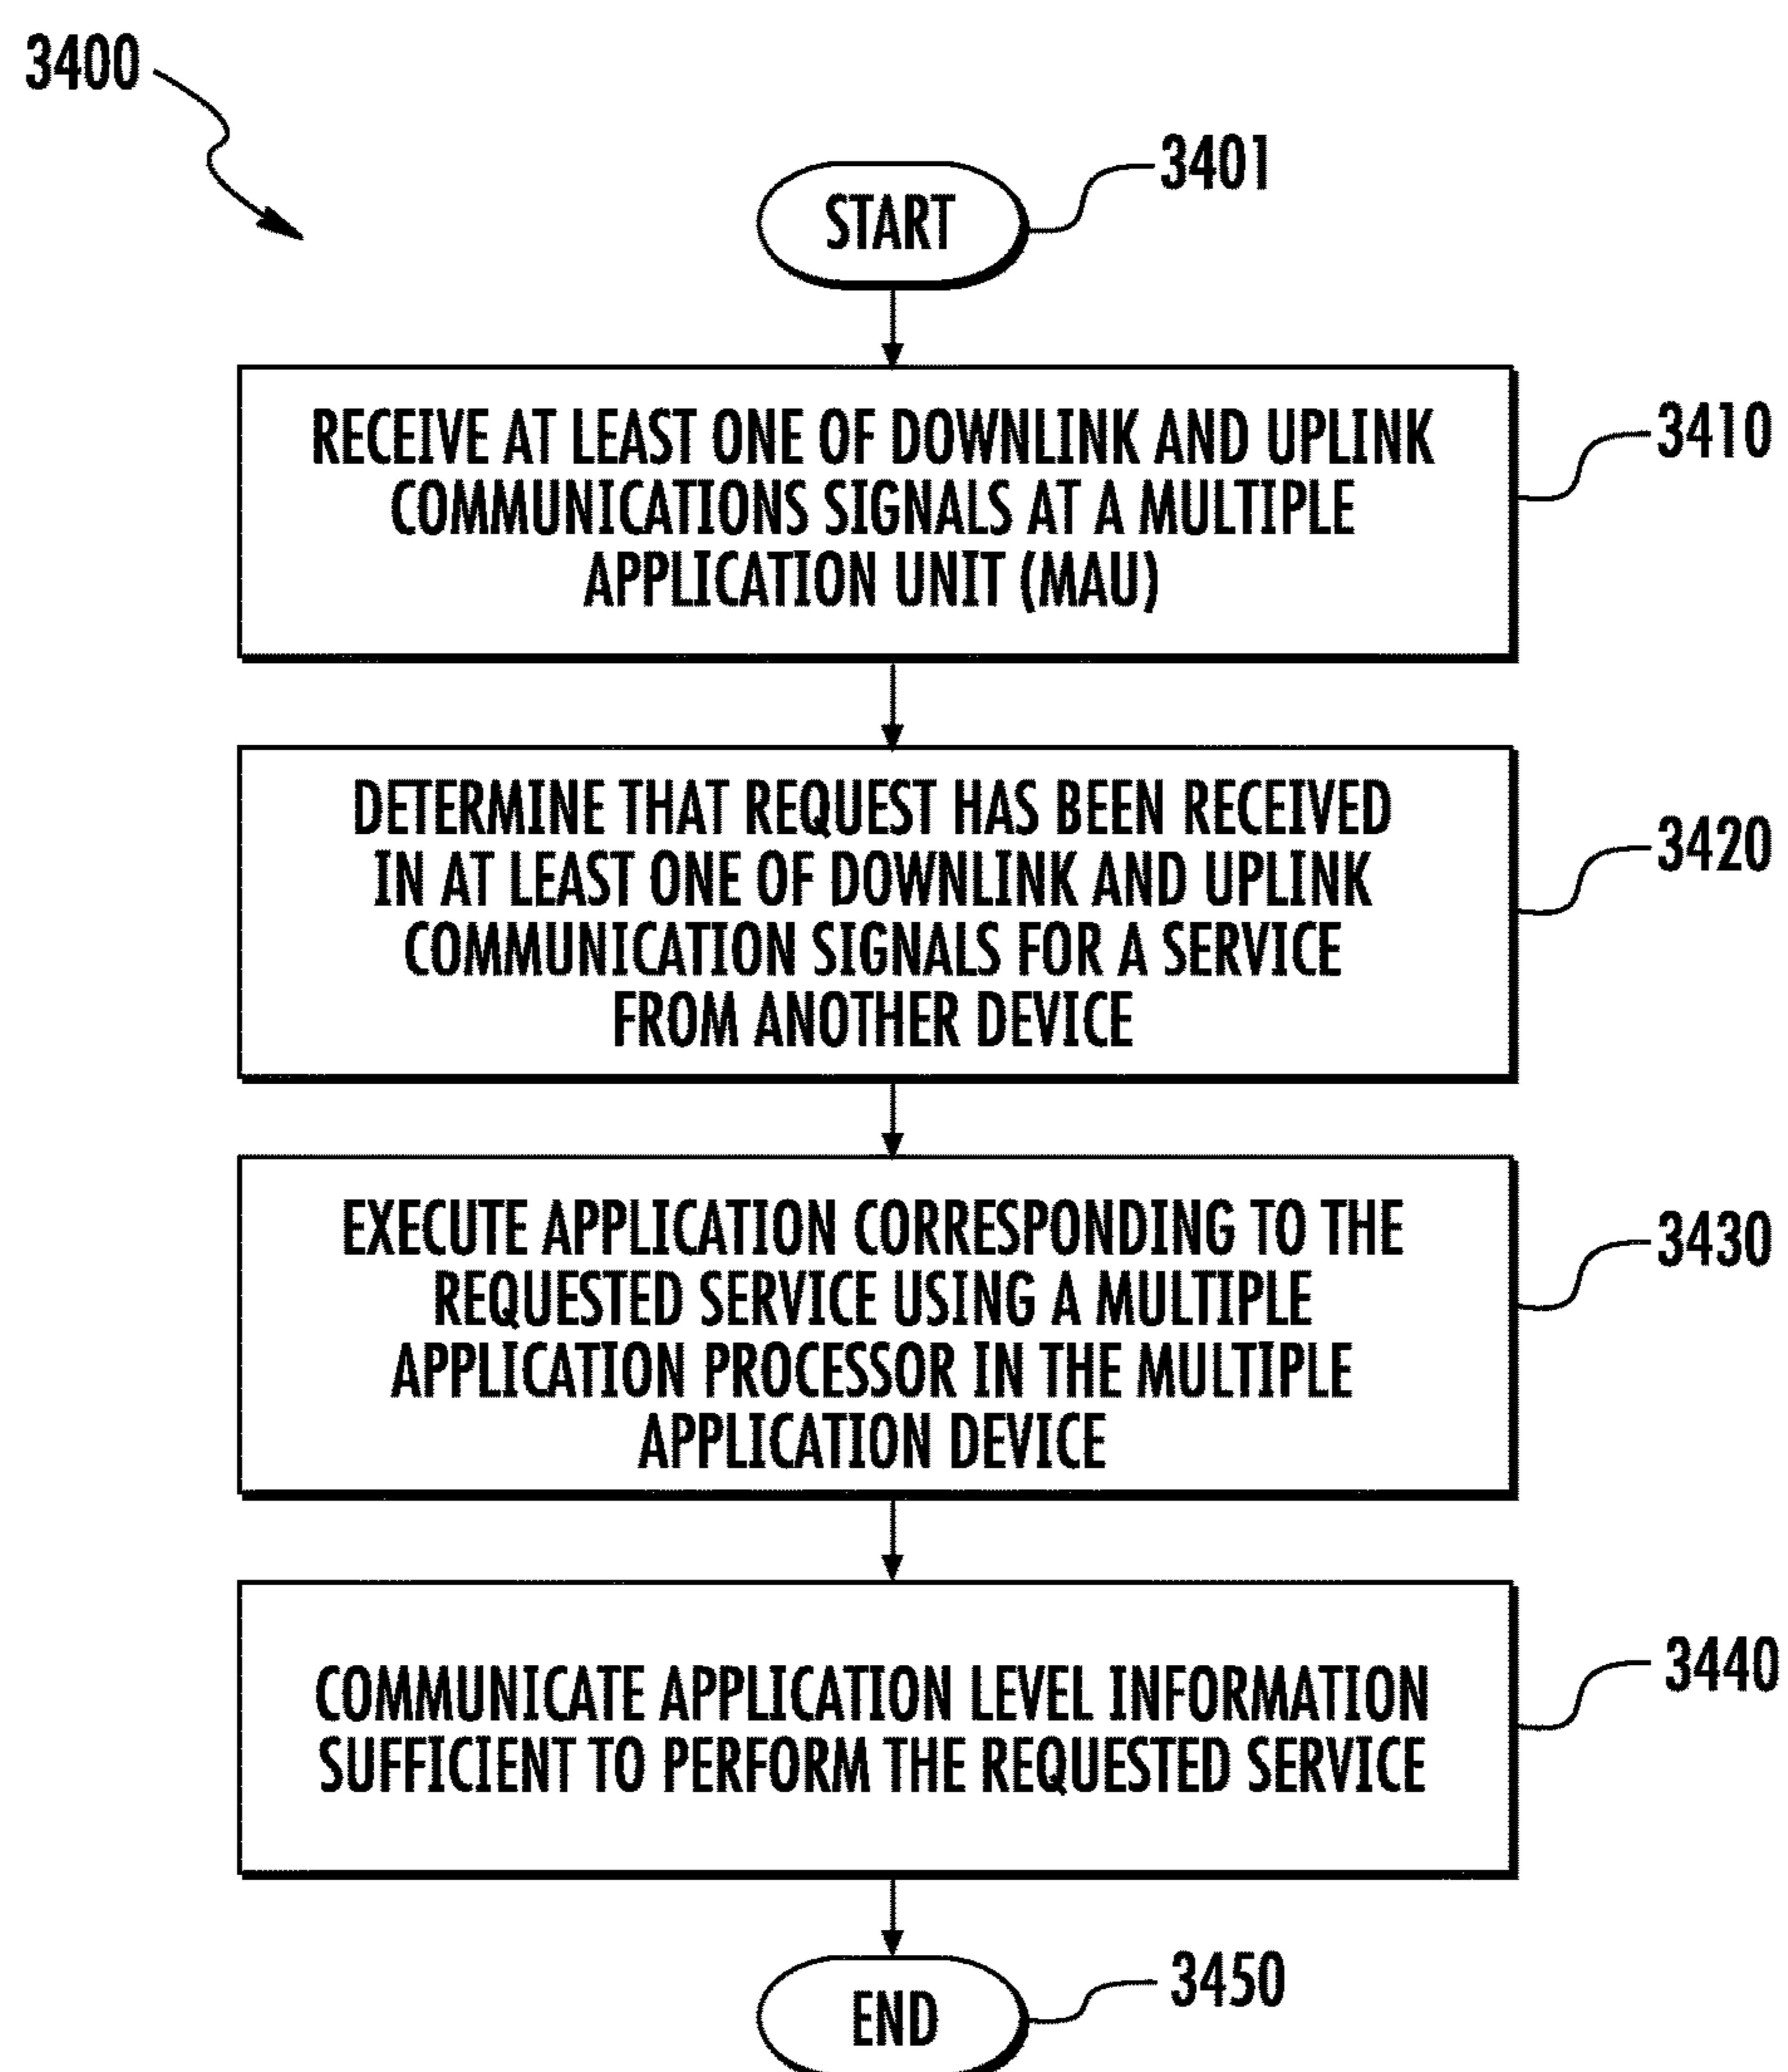 3400
START
3401
RECEIVE AT LEAST ONE OF DOWNLINK AND UPLINK
COMMUNICATIONS SIGNALS AT A MULTIPLE
APPLICATION UNIT (MAU)
3410
DETERMINE THAT REQUEST HAS BEEN RECEIVED
IN AT LEAST ONE OF DOWNLINK AND UPLINK
COMMUNICATION SIGNALS FOR A SERVICE
FROM ANOTHER DEVICE
3420
EXECUTE APPLICATION CORRESPONDING TO THE
REQUESTED SERVICE USING A MULTIPLE
APPLICATION PROCESSOR IN THE MULTIPLE
APPLICATION DEVICE
3430
COMMUNICATE APPLICATION LEVEL INFORMATION
SUFFICIENT TO PERFORM THE REQUESTED SERVICE
3440
END
3450